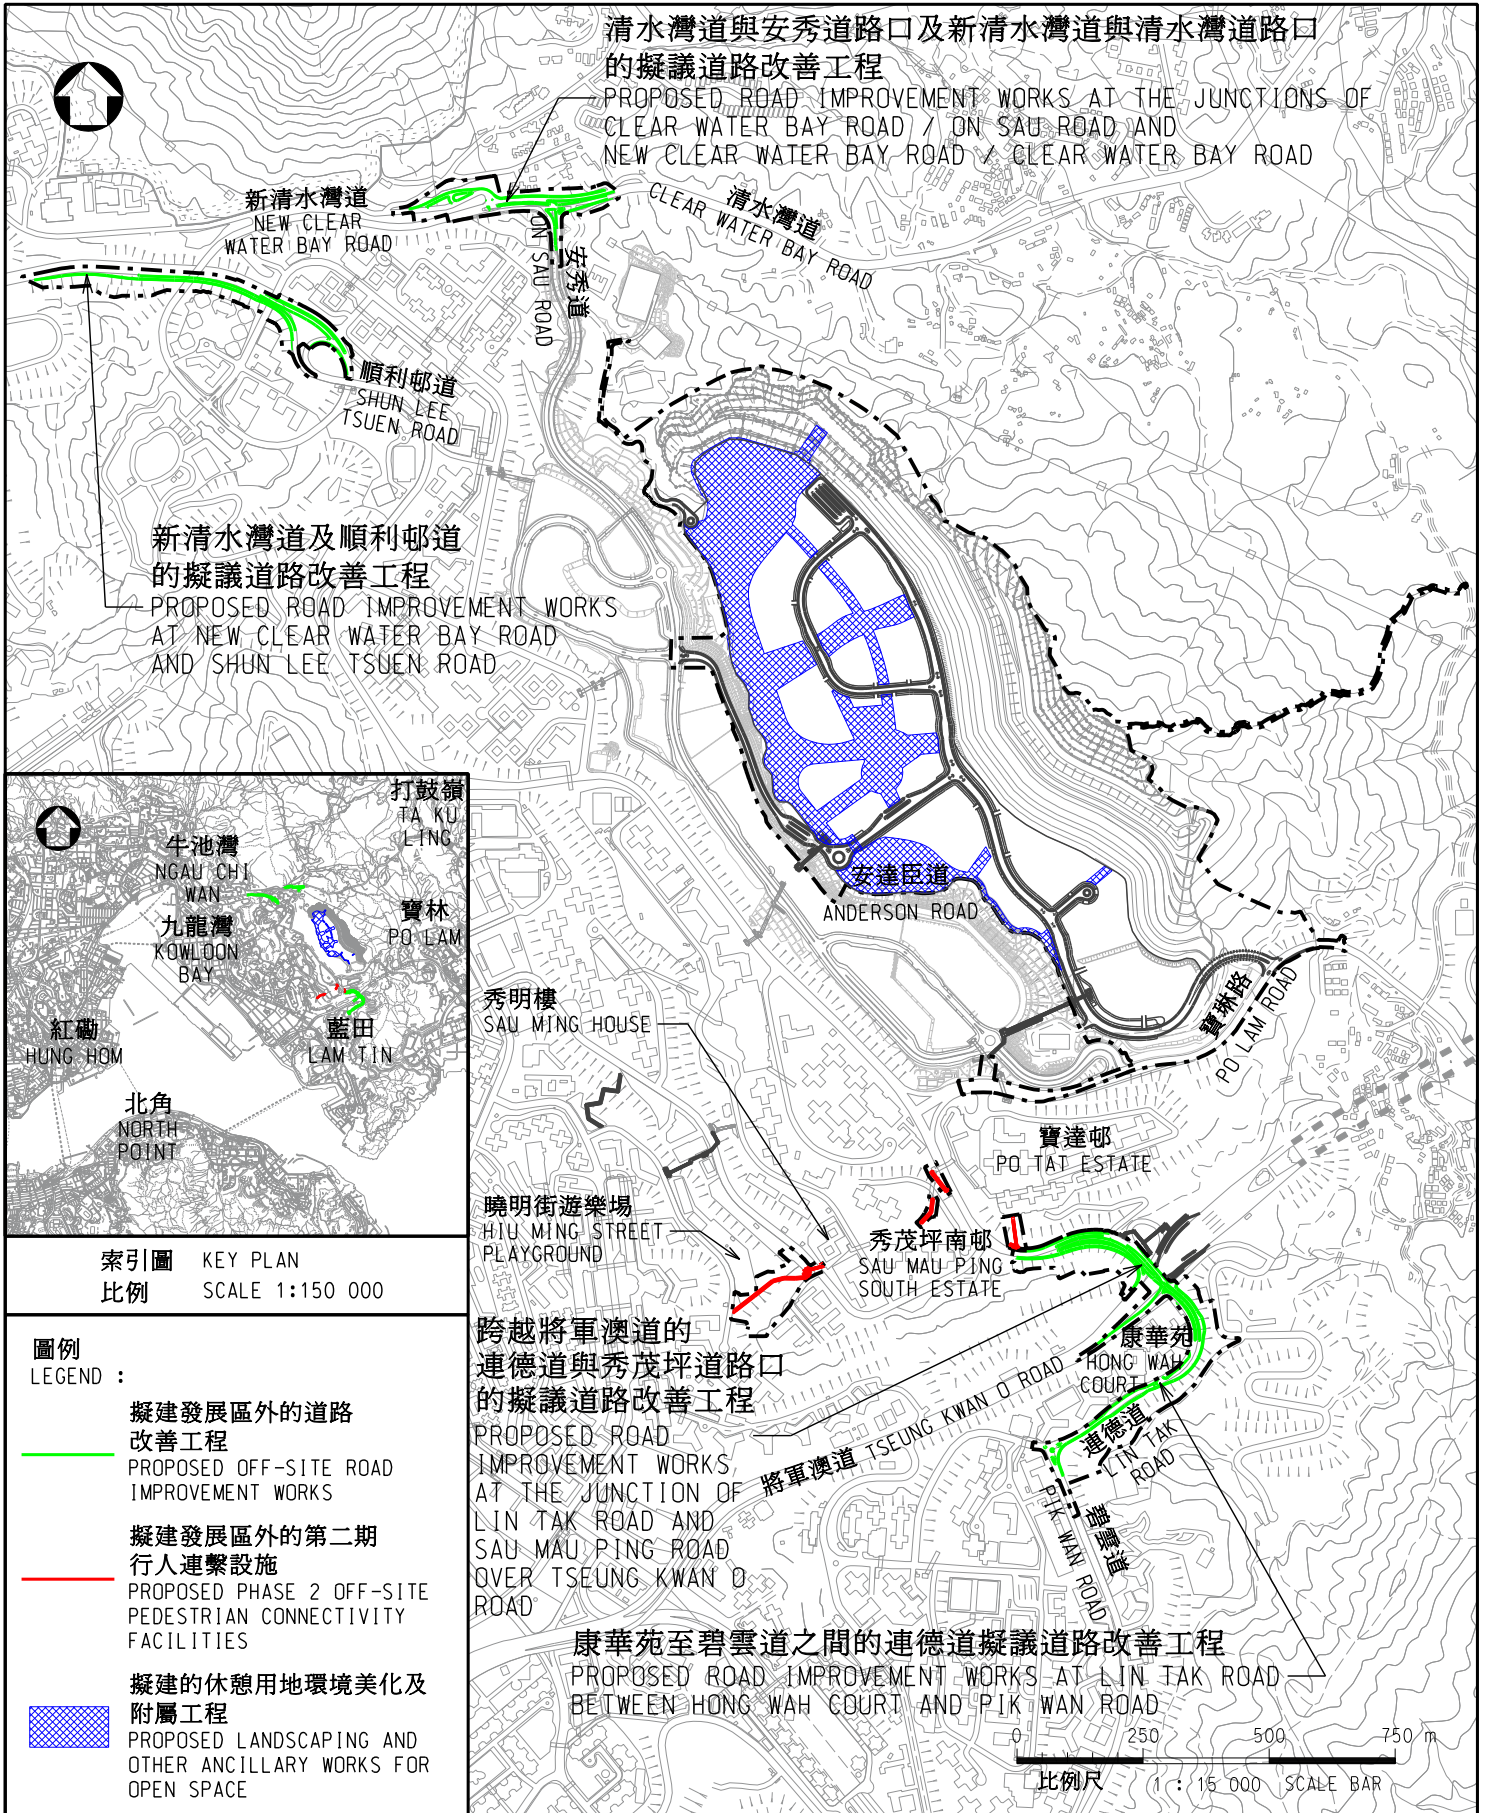 清水灣道與安秀道路口及新清水灣道與清水灣道路口
的擬議道路改善工程
PROPOSED ROAD IMPROVEMENT WORKS AT THE JUNCTIONS OF
CLEAR WATER BAY ROAD / ON SAU ROAD AND
NEW CLEAR WATER BAY ROAD / CLEAR WATER BAY ROAD
新清水灣道
NEW CLEAR
WATER BAY ROAD
清水灣道
CLEAR WATER BAY ROAD
安秀道
ON SAU ROAD
順利邨道
SHUN LEE
TSUEN ROAD
新清水灣道及順利邨道
的擬議道路改善工程
PROPOSED ROAD IMPROVEMENT WORKS
AT NEW CLEAR WATER BAY ROAD
AND SHUN LEE TSUEN ROAD
打鼓嶺
TA KU
LING
牛池灣
NGAU CHI
WAN
寶林
PO LAM
九龍灣
KOWLOON
BAY
紅磡
HUNG HOM
藍田
LAM TIN
北角
NORTH
POINT
索引圖 KEY PLAN
比例 SCALE 1:150 000
安達臣道
ANDERSON ROAD
寶琳路
PO LAM ROAD
秀明樓
SAU MING HOUSE
寶達邨
PO TAT ESTATE
曉明街遊樂場
HIU MING STREET
PLAYGROUND
秀茂坪南邨
SAU MAU PING
SOUTH ESTATE
跨越將軍澳道的
連德道與秀茂坪道路口
的擬議道路改善工程
PROPOSED ROAD
IMPROVEMENT WORKS
AT THE JUNCTION OF
LIN TAK ROAD AND
SAU MAU PING ROAD
OVER TSEUNG KWAN O
ROAD
康華苑
HONG WAH
COURT
將軍澳道 TSEUNG KWAN O ROAD
連德道
LIN TAK
ROAD
碧雲道
PIK WAN ROAD
康華苑至碧雲道之間的連德道擬議道路改善工程
PROPOSED ROAD IMPROVEMENT WORKS AT LIN TAK ROAD
BETWEEN HONG WAH COURT AND PIK WAN ROAD
0 250 500 750 m
比例尺 1 : 15 000 SCALE BAR
圖例
LEGEND :
擬建發展區外的道路
改善工程
PROPOSED OFF-SITE ROAD
IMPROVEMENT WORKS
擬建發展區外的第二期
行人連繫設施
PROPOSED PHASE 2 OFF-SITE
PEDESTRIAN CONNECTIVITY
FACILITIES
擬建的休憩用地環境美化及
附屬工程
PROPOSED LANDSCAPING AND
OTHER ANCILLARY WORKS FOR
OPEN SPACE